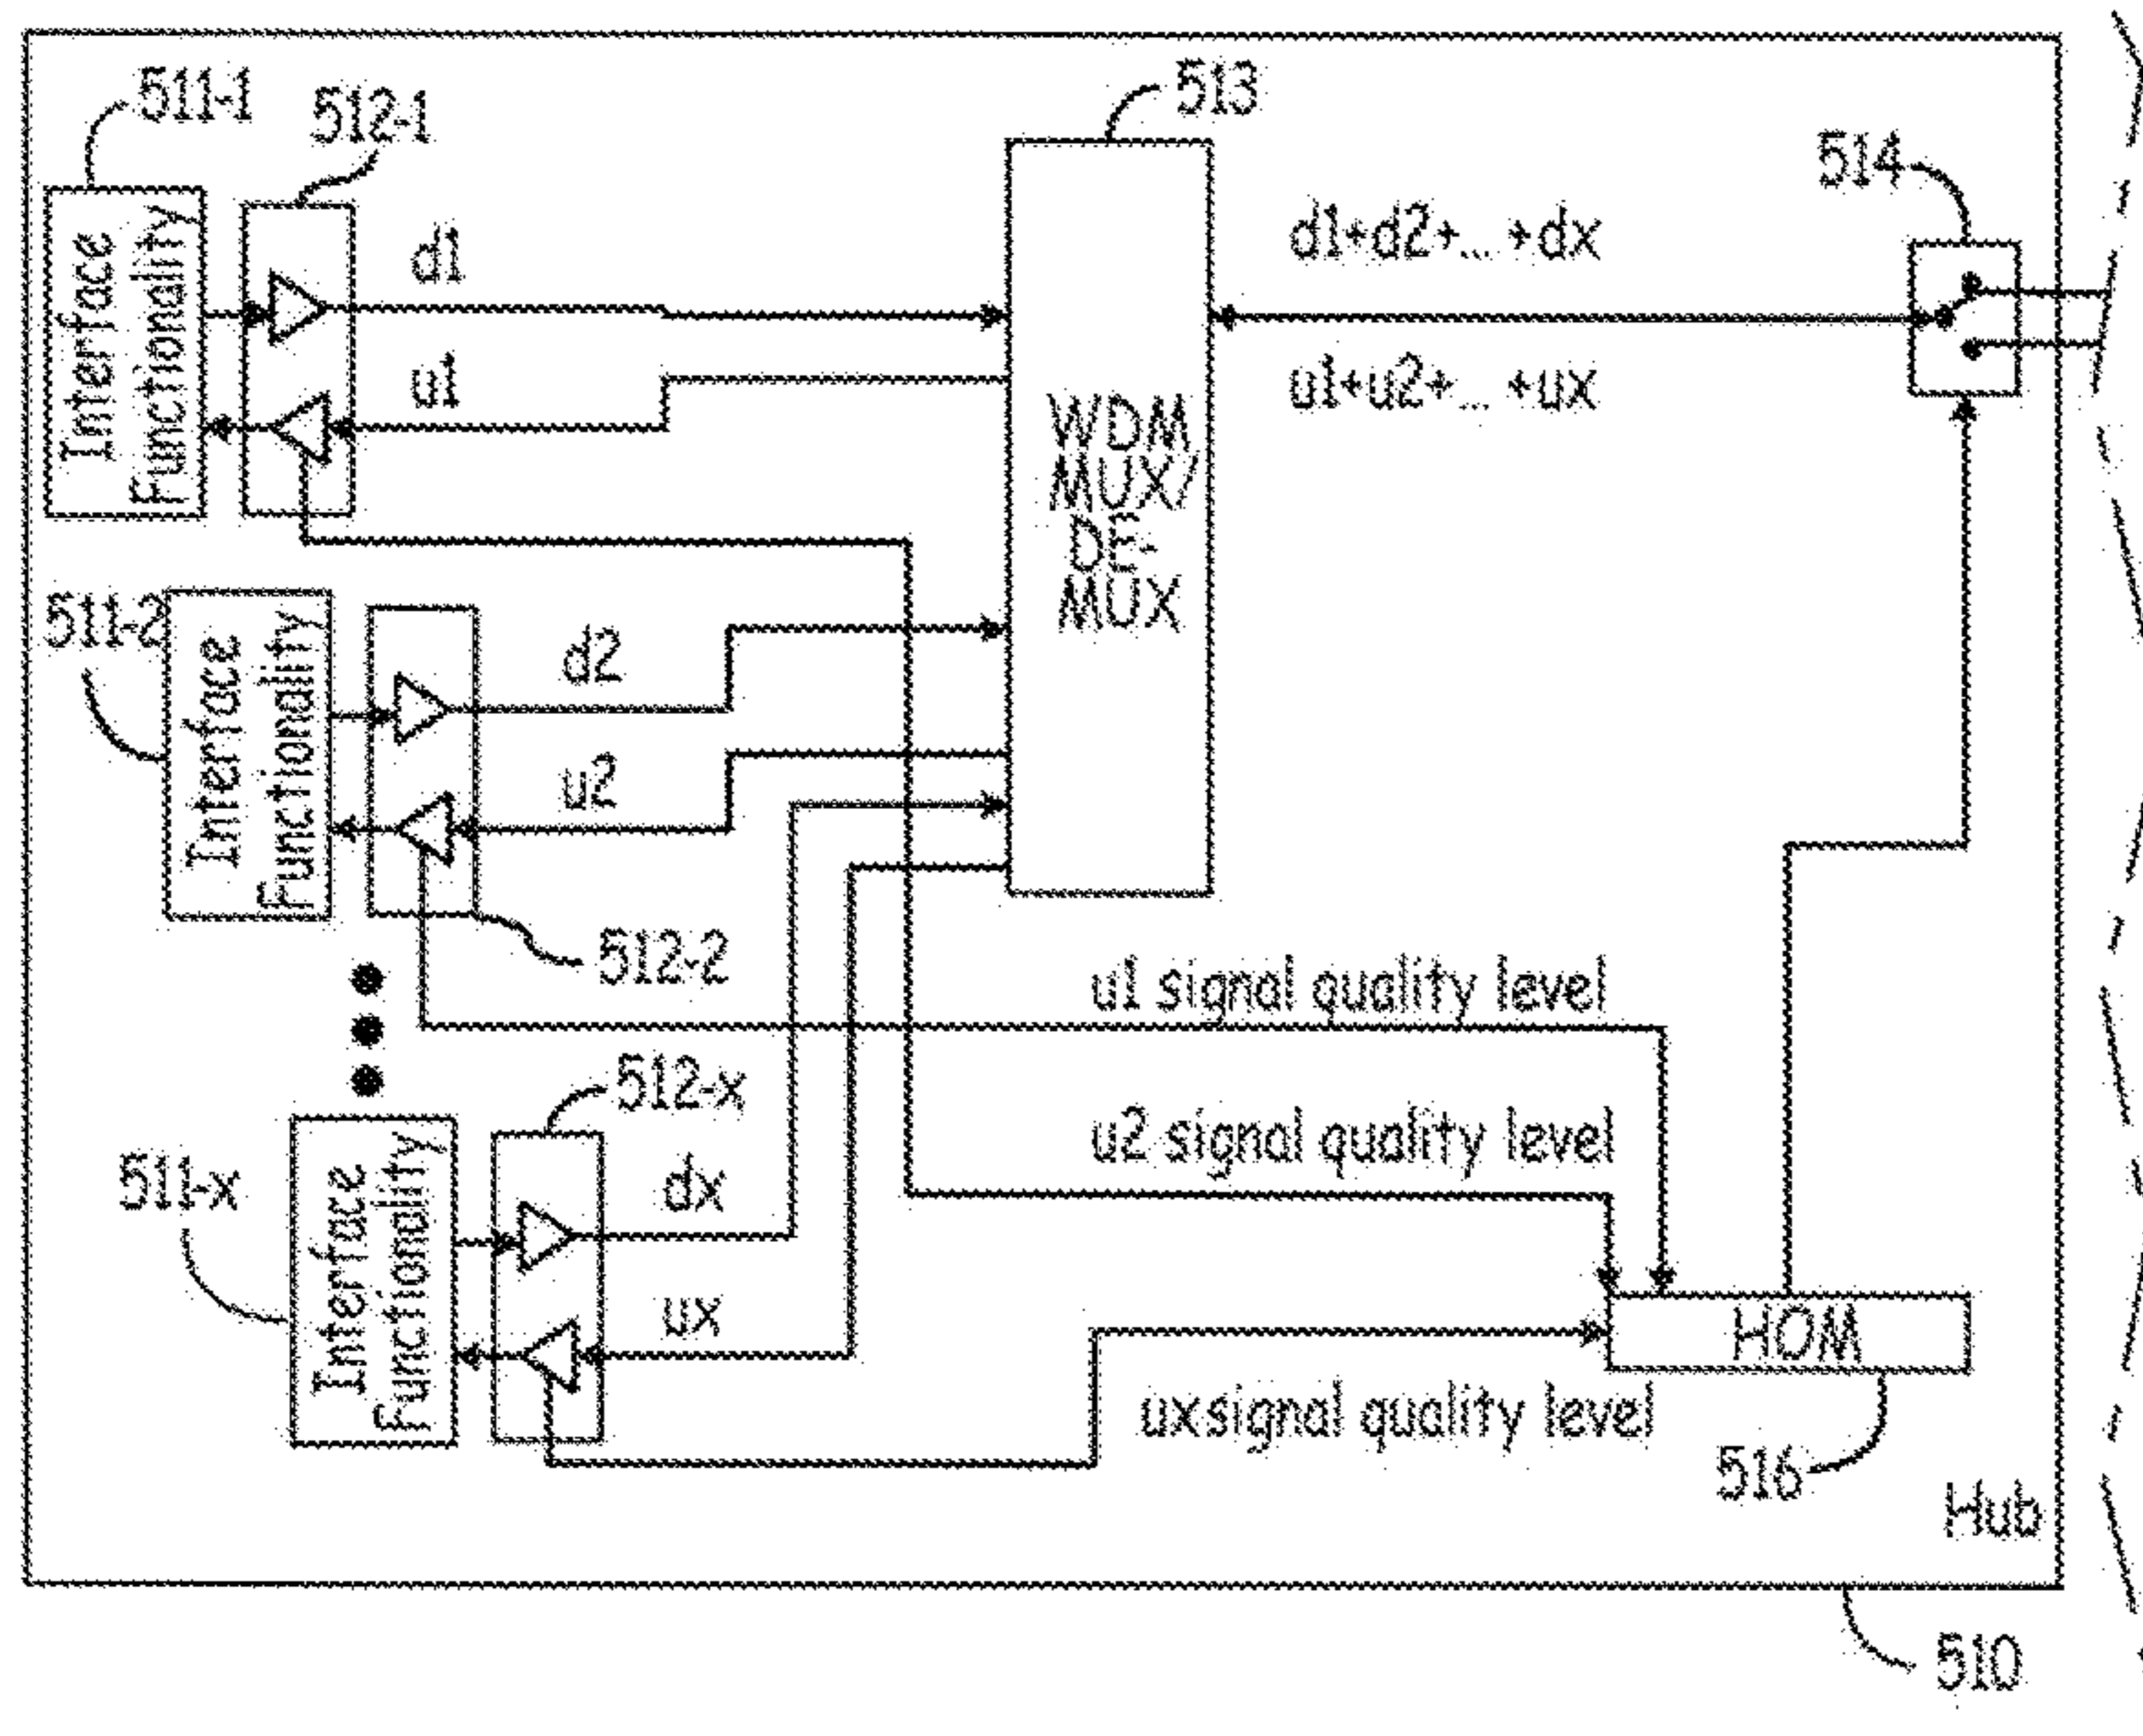 511-1
512-1
513
514
Interface
Functionality
d1
u1
d1+d2+... +dx
u1+u2+... +ux
WDM
MUX/
DE-
MUX
511-2
Interface
Functionality
d2
u2
512-2
u1 signal quality level
512-x
u2 signal quality level
511-x
Interface
Functionality
dx
ux
HOM
ux signal quality level
516
Hub
510